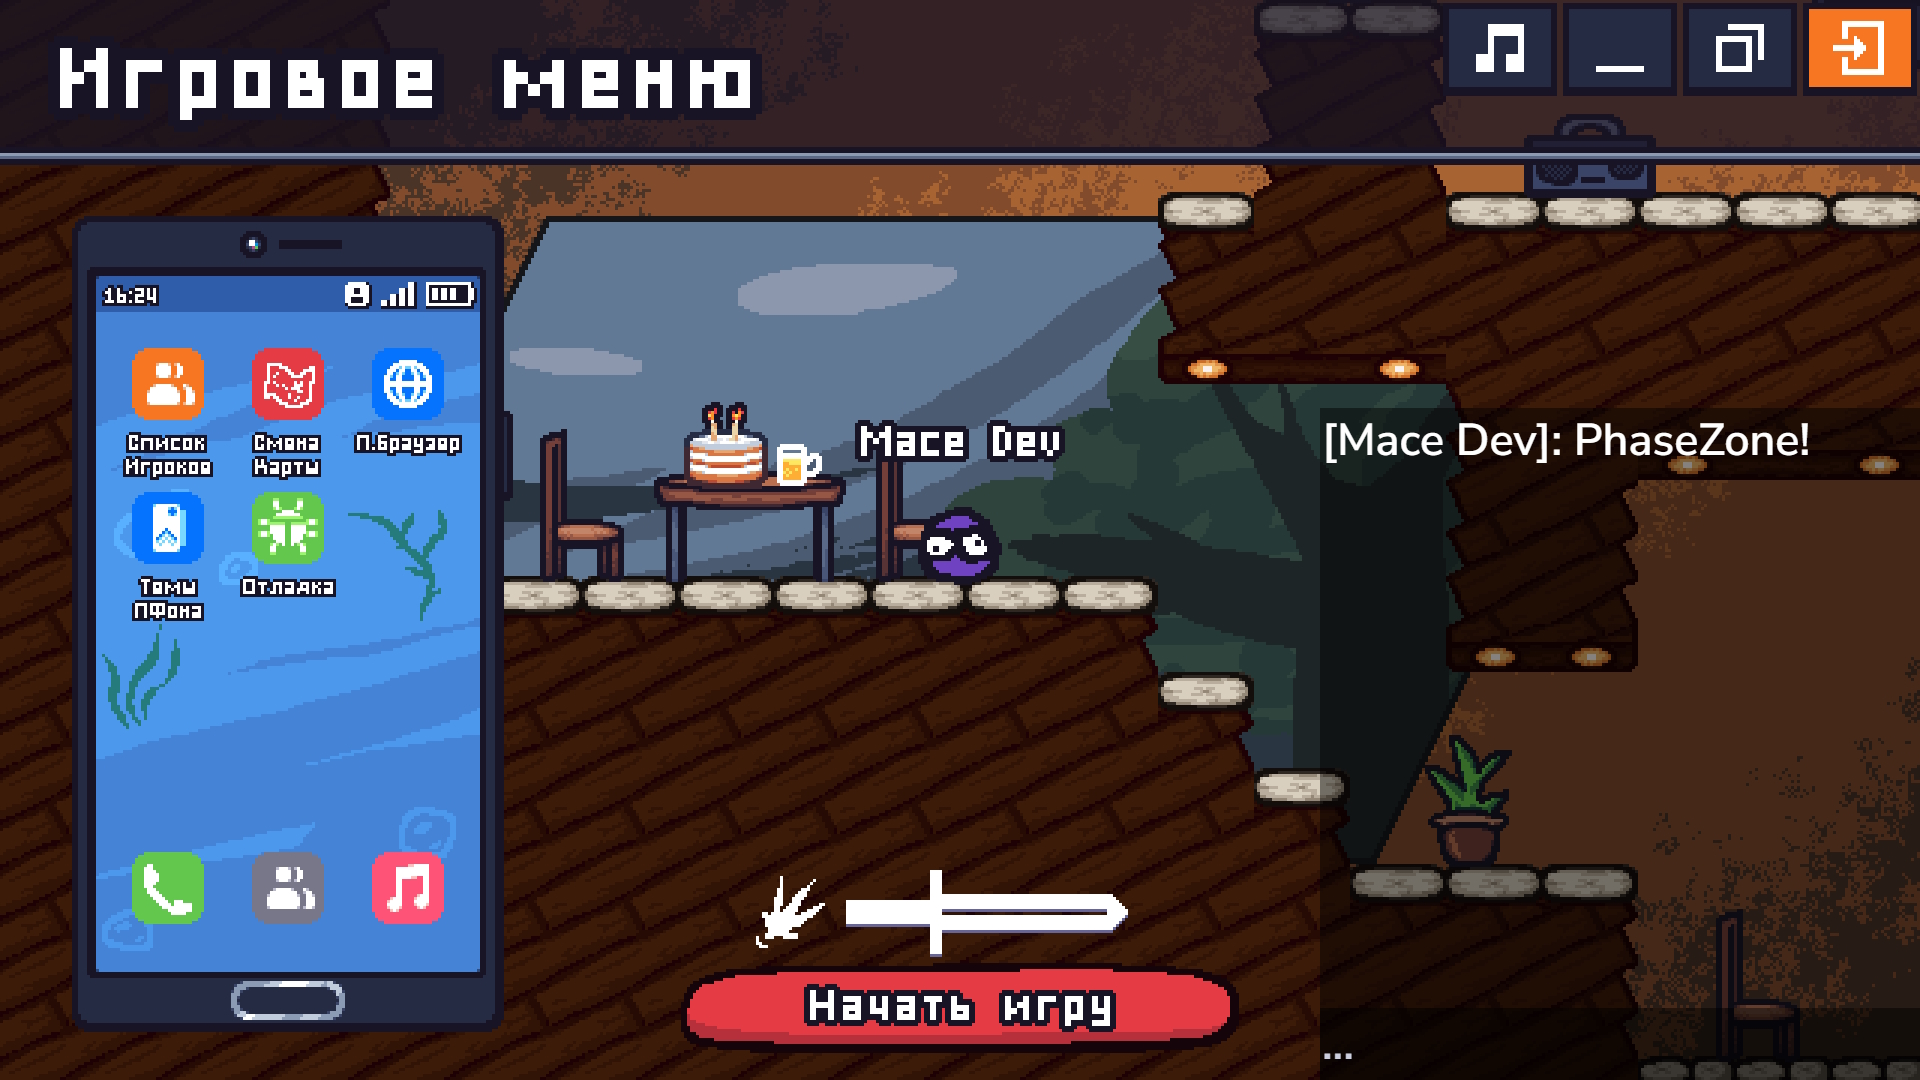 Игровое меню
16:24
Список
Игроков
Смена
Карты
П.Браузер
Темы
ПФона
Отладка
Mace Dev
[Mace Dev]: PhaseZone!
Начать игру
...